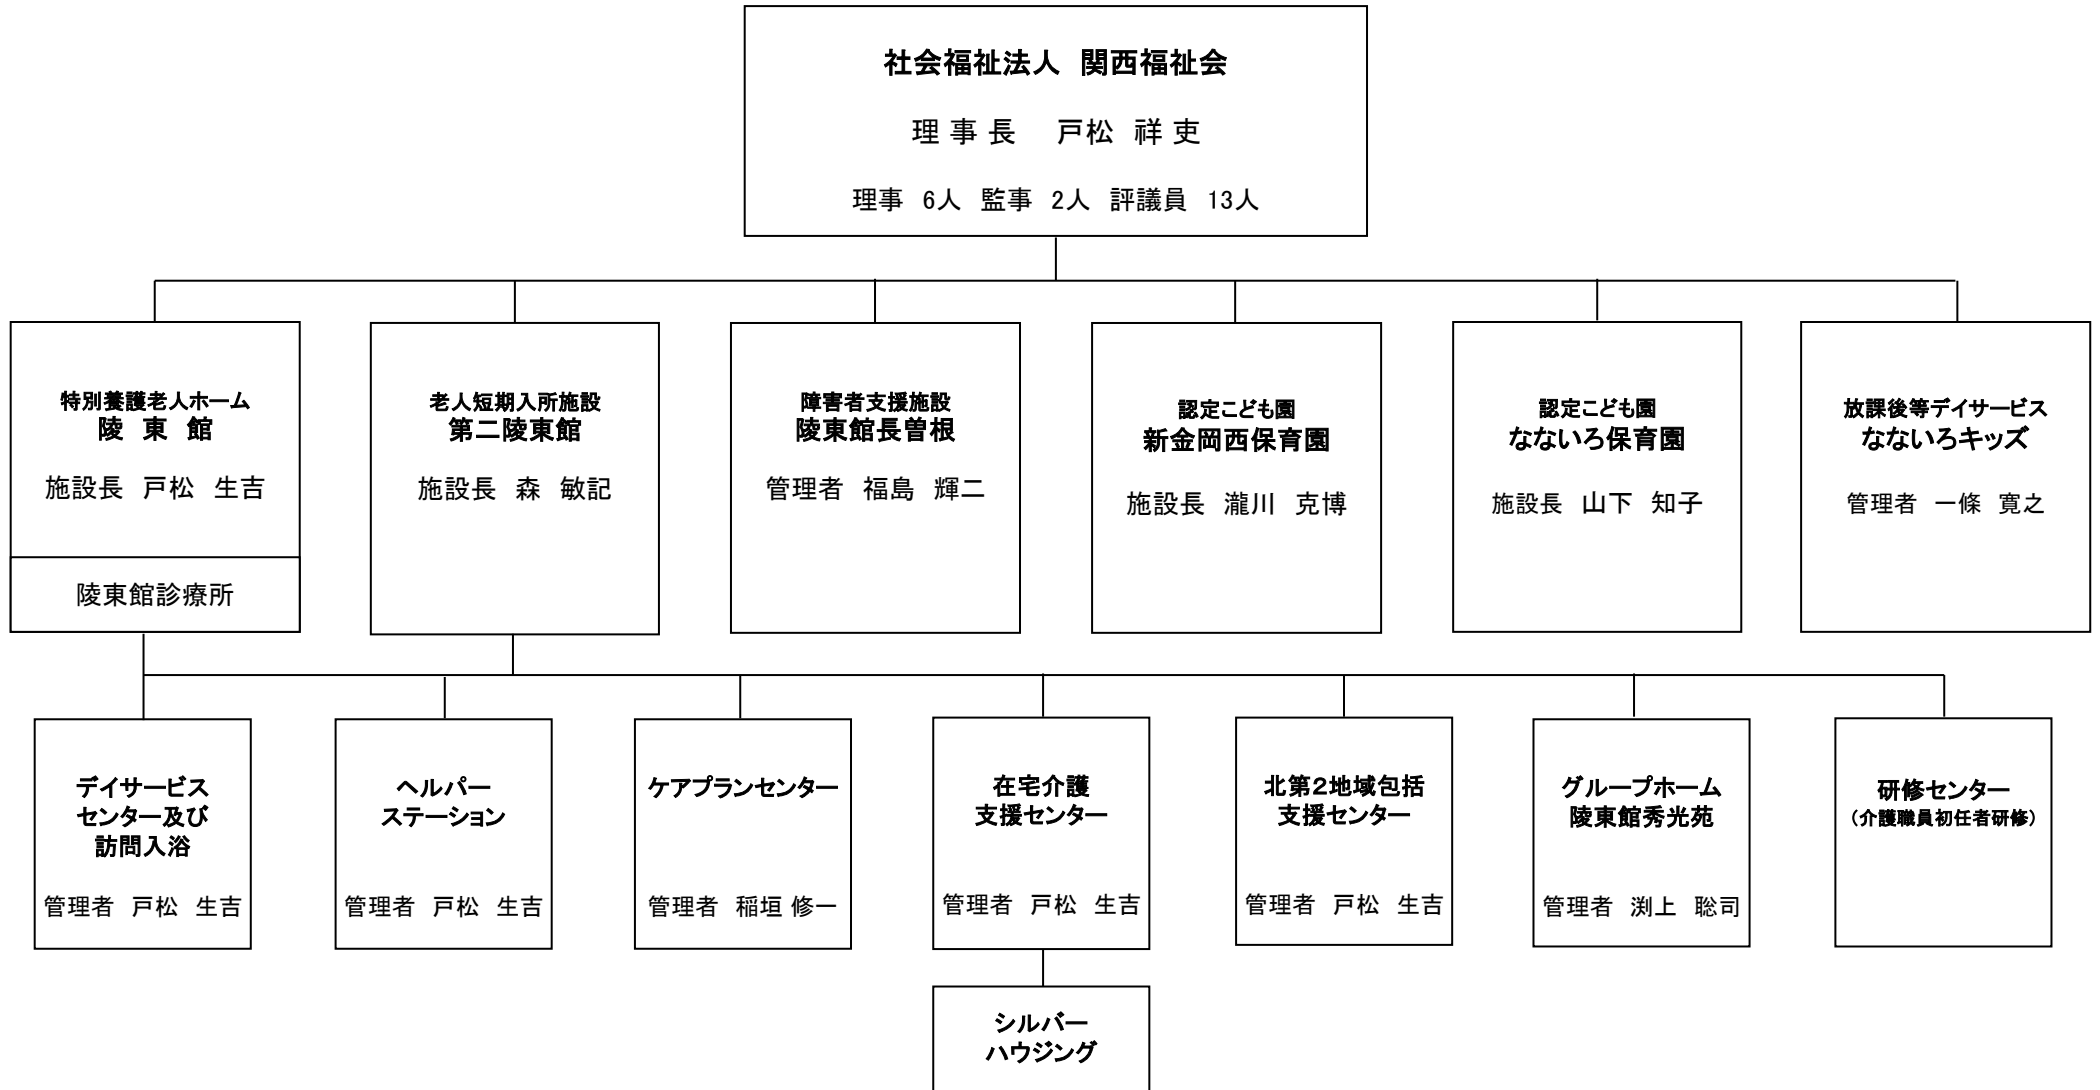 社会福祉法人 関西福祉会
理事長 戸松 祥吏
理事 6人 監事 2人 評議員 13人
特別養護老人ホーム
陵東館
施設長 戸松 生吉
陵東館診療所
老人短期入所施設
第二陵東館
施設長 森 敏記
障害者支援施設
陵東館長曽根
管理者 福島 輝二
認定こども園
新金岡西保育園
施設長 瀧川 克博
認定こども園
なないろ保育園
施設長 山下 知子
放課後等デイサービス
なないろキッズ
管理者 一條 寛之
デイサービス
センター及び
訪問入浴
管理者 戸松 生吉
ヘルパー
ステーション
管理者 戸松 生吉
ケアプランセンター
管理者 稲垣 修一
在宅介護
支援センター
管理者 戸松 生吉
北第2地域包括
支援センター
管理者 戸松 生吉
グループホーム
陵東館秀光苑
管理者 渕上 聡司
研修センター
（介護職員初任者研修）
シルバー
ハウジング